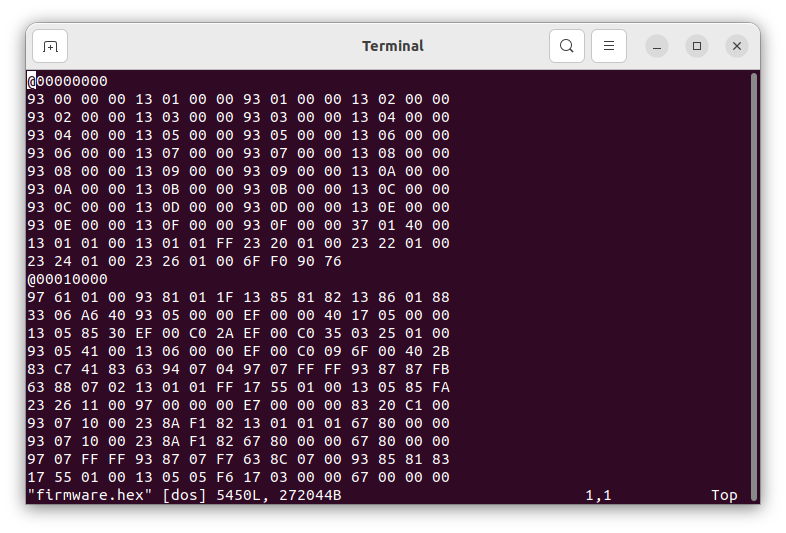 Terminal
@00000000
93 00 00 00 13 01 00 00 93 01 00 00 13 02 00 00
93 02 00 00 13 03 00 00 93 03 00 00 13 04 00 00
93 04 00 00 13 05 00 00 93 05 00 00 13 06 00 00
93 06 00 00 13 07 00 00 93 07 00 00 13 08 00 00
93 08 00 00 13 09 00 00 93 09 00 00 13 0A 00 00
93 0A 00 00 13 0B 00 00 93 0B 00 00 13 0C 00 00
93 0C 00 00 13 0D 00 00 93 0D 00 00 13 0E 00 00
93 0E 00 00 13 0F 00 00 93 0F 00 00 37 01 40 00
13 01 01 00 13 01 01 FF 23 20 01 00 23 22 01 00
23 24 01 00 23 26 01 00 6F F0 90 76
@00010000
97 61 01 00 93 81 01 1F 13 85 81 82 13 86 01 88
33 06 A6 40 93 05 00 00 EF 00 00 40 17 05 00 00
13 05 85 30 EF 00 C0 2A EF 00 C0 35 03 25 01 00
93 05 41 00 13 06 00 00 EF 00 C0 09 6F 00 40 2B
83 C7 41 83 63 94 07 04 97 07 FF FF 93 87 87 FB
63 88 07 02 13 01 01 FF 17 55 01 00 13 05 85 FA
23 26 11 00 97 00 00 00 E7 00 00 00 83 20 C1 00
93 07 10 00 23 8A F1 82 13 01 01 01 67 80 00 00
93 07 10 00 23 8A F1 82 67 80 00 00 67 80 00 00
97 07 FF FF 93 87 07 F7 63 8C 07 00 93 85 81 83
17 55 01 00 13 05 05 F6 17 03 00 00 67 00 00 00
"firmware.hex" [dos] 5450L, 272044B 1,1 Top